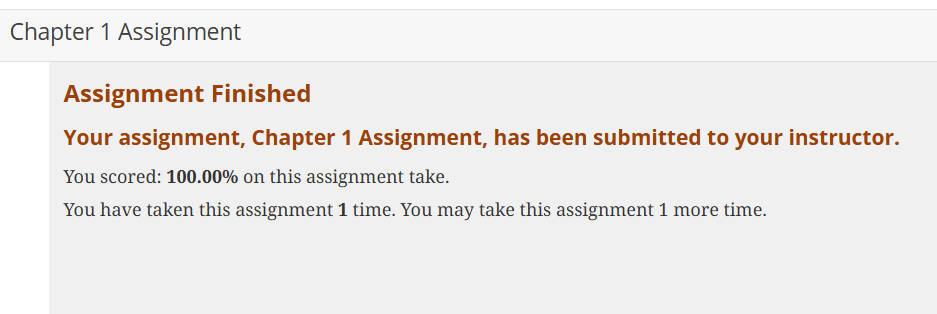 Chapter 1 Assignment
Assignment Finished
Your assignment, Chapter 1 Assignment, has been submitted to your instructor.
You scored: 100.00% on this assignment take.
You have taken this assignment 1 time. You may take this assignment 1 more time.